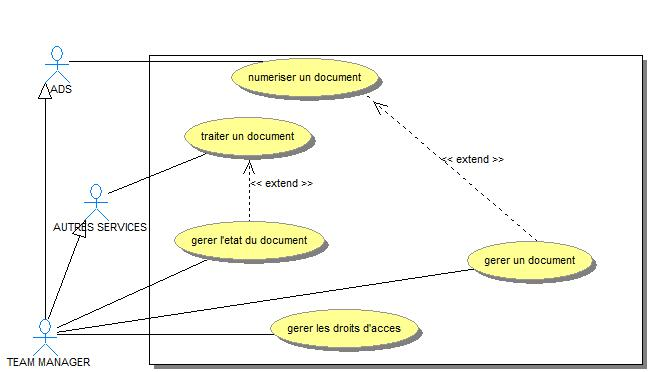 numeriser un document
ADS
traiter un document
<< extend >>
<< extend >>
AUTRES SERVICES
gerer l'etat du document
gerer un document
gerer les droits d'acces
TEAM MANAGER